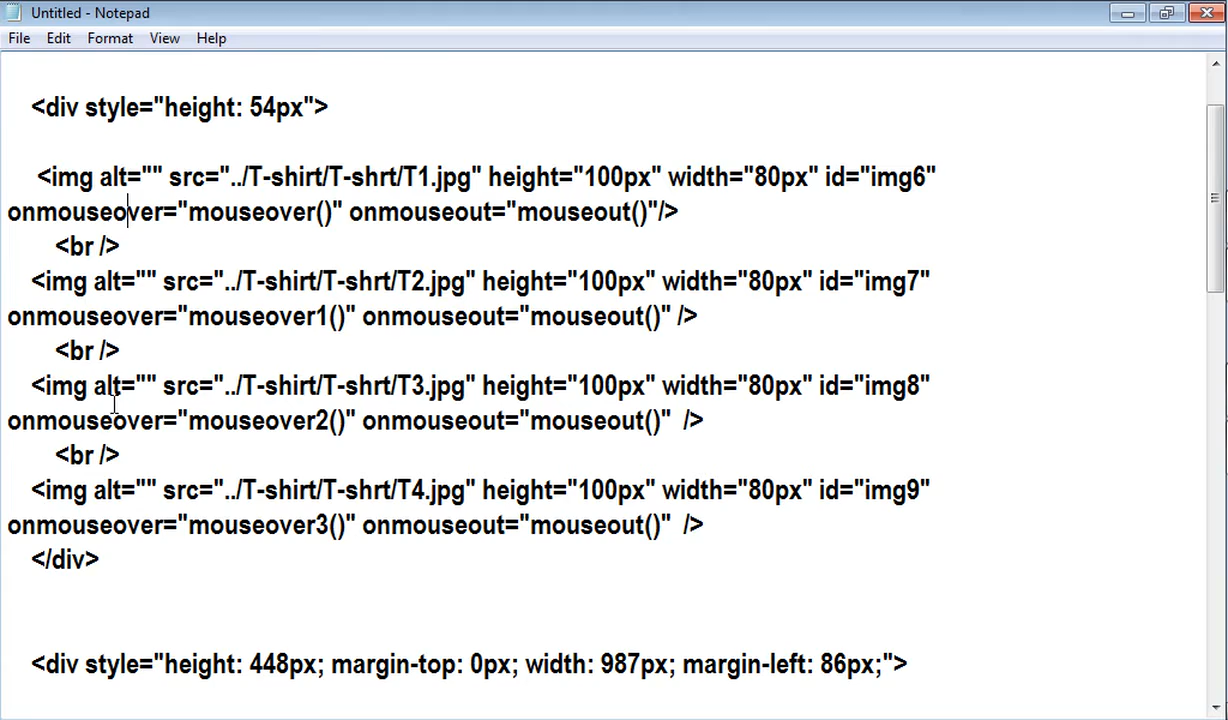 Untitled - Notepad
File Edit Format View Help
<div style="height: 54px">
<img alt="" src="../T-shirt/T-shrt/T1.jpg" height="100px" width="80px" id="img6"
onmouseover="mouseover()" onmouseout="mouseout()"/>
<br />
<img alt="" src="../T-shirt/T-shrt/T2.jpg" height="100px" width="80px" id="img7"
onmouseover="mouseover1()" onmouseout="mouseout()" />
<br />
<img alt="" src="../T-shirt/T-shrt/T3.jpg" height="100px" width="80px" id="img8"
onmouseover="mouseover2()" onmouseout="mouseout()"  />
<br />
<img alt="" src="../T-shirt/T-shrt/T4.jpg" height="100px" width="80px" id="img9"
onmouseover="mouseover3()" onmouseout="mouseout()"  />
</div>
<div style="height: 448px; margin-top: 0px; width: 987px; margin-left: 86px;">